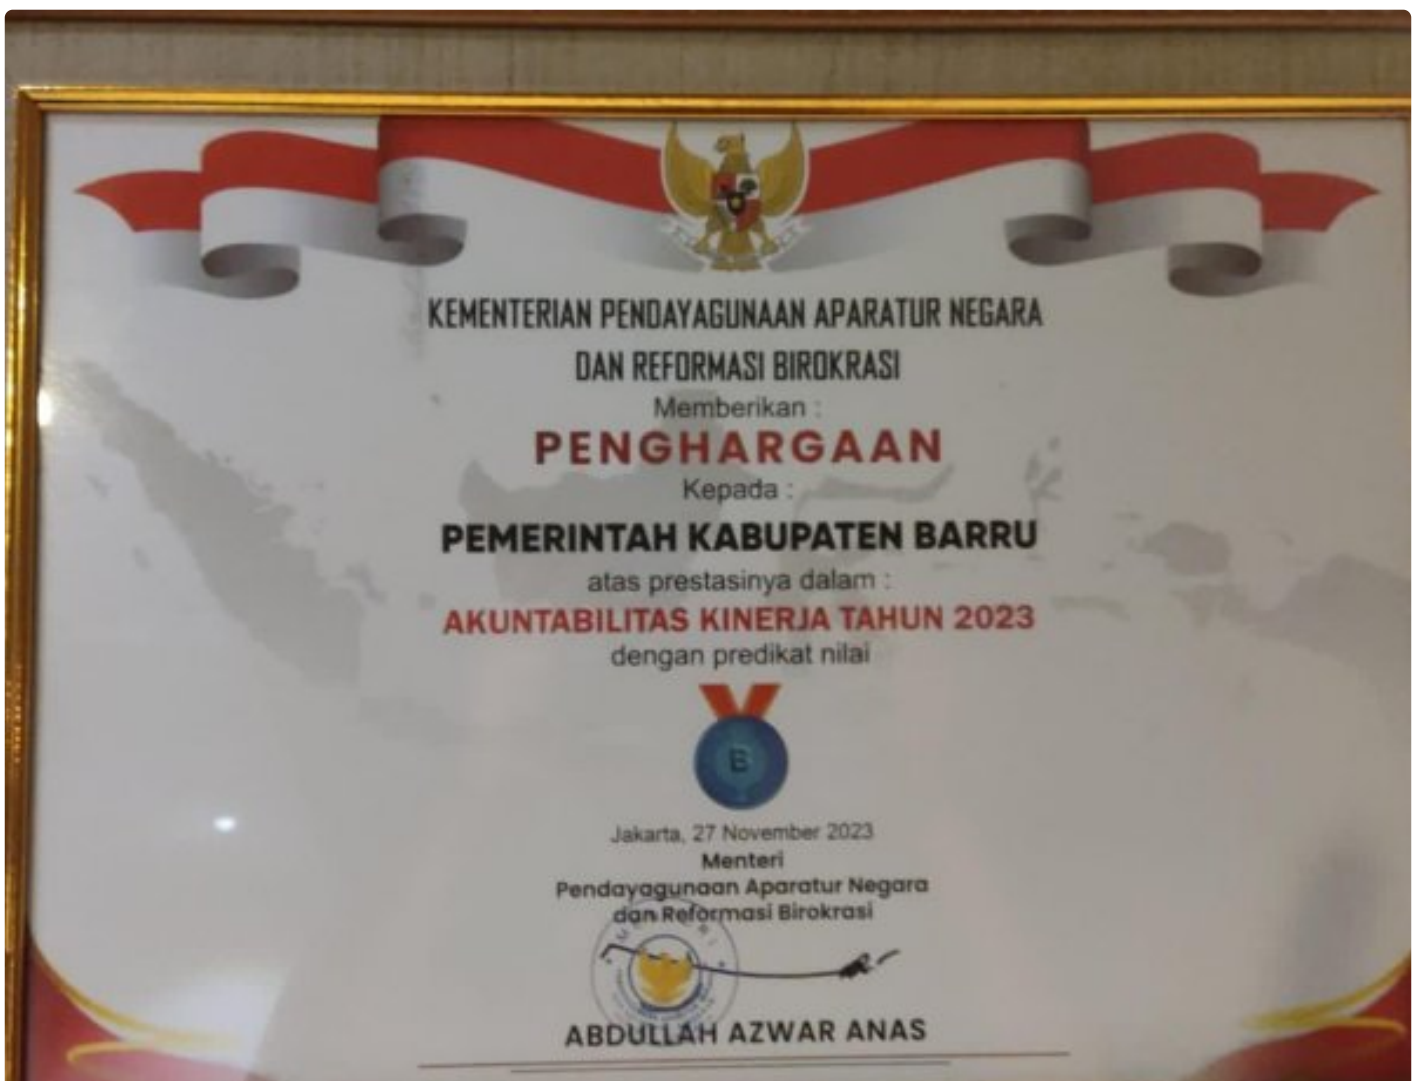 KEMENTERIAN PENDAYAGUNAAN APARATUR NEGARA
DAN REFORMASI BIROKRASI
Memberikan :
PENGHARGAAN
Kepada :
PEMERINTAH KABUPATEN BARRU
atas prestasinya dalam :
AKUNTABILITAS KINERJA TAHUN 2023
dengan predikat nilai
B
Jakarta, 27 November 2023
Menteri
Pendayagunaan Aparatur Negara
dan Reformasi Birokrasi
ABDULLAH AZWAR ANAS